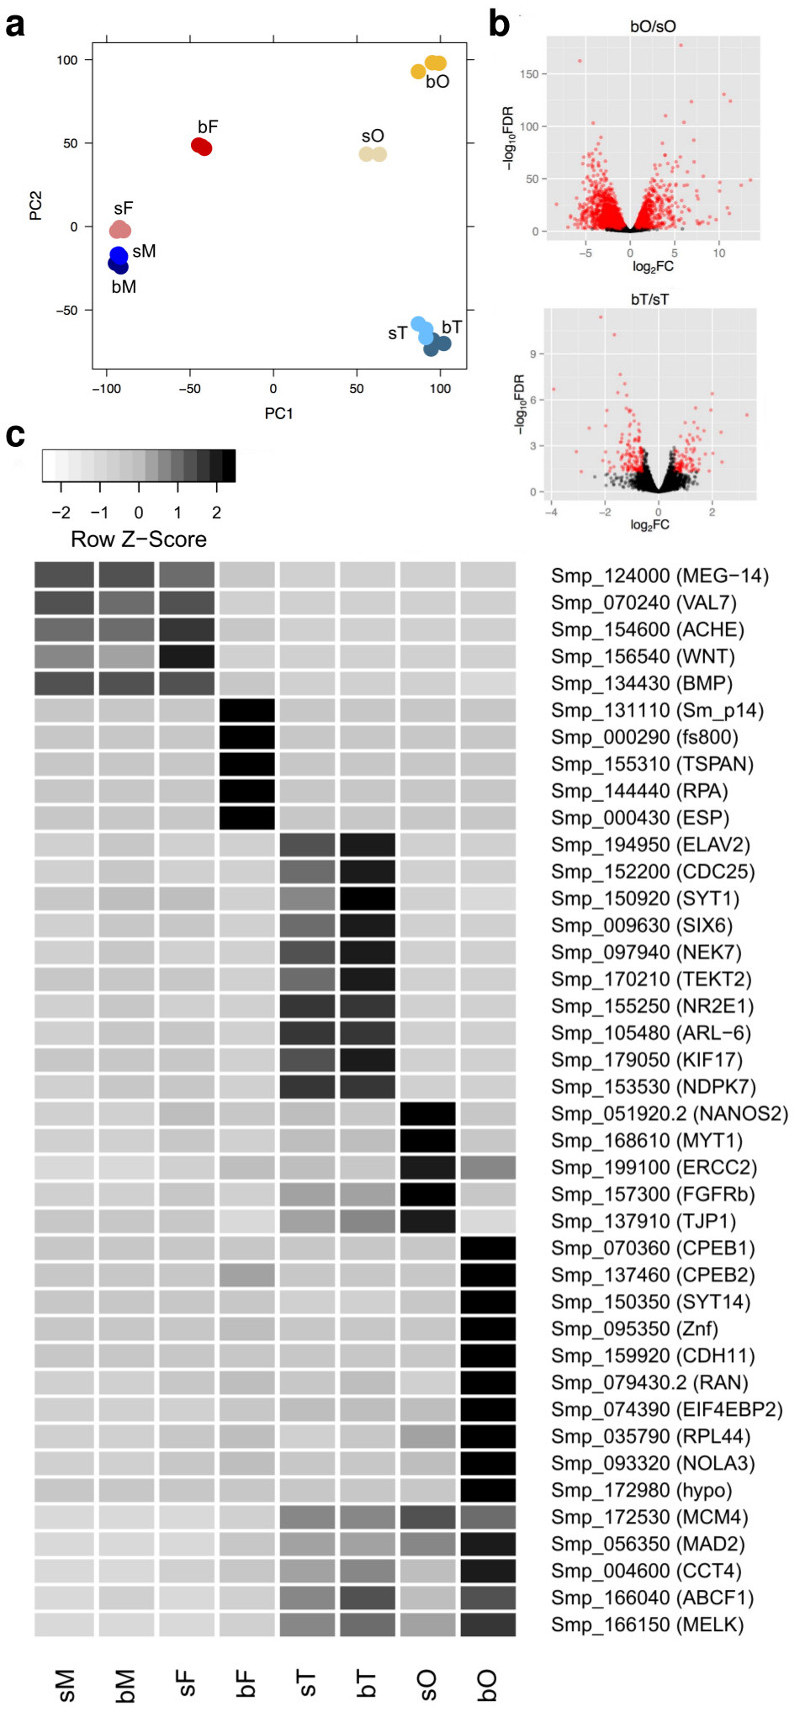 a
PC2
100
50
0
−50
bO
bF
sO
sF
sM
bM
sT
bT
−100
−50
0
50
100
PC1
b
bO/sO
−log10FDR
150
100
50
0
−5
0
5
10
log2FC
bT/sT
−log10FDR
9
6
3
0
−4
−2
0
2
log2FC
c
−2 −1 0 1 2
Row Z−Score
Smp_124000 (MEG−14)
Smp_070240 (VAL7)
Smp_154600 (ACHE)
Smp_156540 (WNT)
Smp_134430 (BMP)
Smp_131110 (Sm_p14)
Smp_000290 (fs800)
Smp_155310 (TSPAN)
Smp_144440 (RPA)
Smp_000430 (ESP)
Smp_194950 (ELAV2)
Smp_152200 (CDC25)
Smp_150920 (SYT1)
Smp_009630 (SIX6)
Smp_097940 (NEK7)
Smp_170210 (TEKT2)
Smp_155250 (NR2E1)
Smp_105480 (ARL−6)
Smp_179050 (KIF17)
Smp_153530 (NDPK7)
Smp_051920.2 (NANOS2)
Smp_168610 (MYT1)
Smp_199100 (ERCC2)
Smp_157300 (FGFRb)
Smp_137910 (TJP1)
Smp_070360 (CPEB1)
Smp_137460 (CPEB2)
Smp_150350 (SYT14)
Smp_095350 (Znf)
Smp_159920 (CDH11)
Smp_079430.2 (RAN)
Smp_074390 (EIF4EBP2)
Smp_035790 (RPL44)
Smp_093320 (NOLA3)
Smp_172980 (hypo)
Smp_172530 (MCM4)
Smp_056350 (MAD2)
Smp_004600 (CCT4)
Smp_166040 (ABCF1)
Smp_166150 (MELK)
sM bM sF bF sT bT sO bO